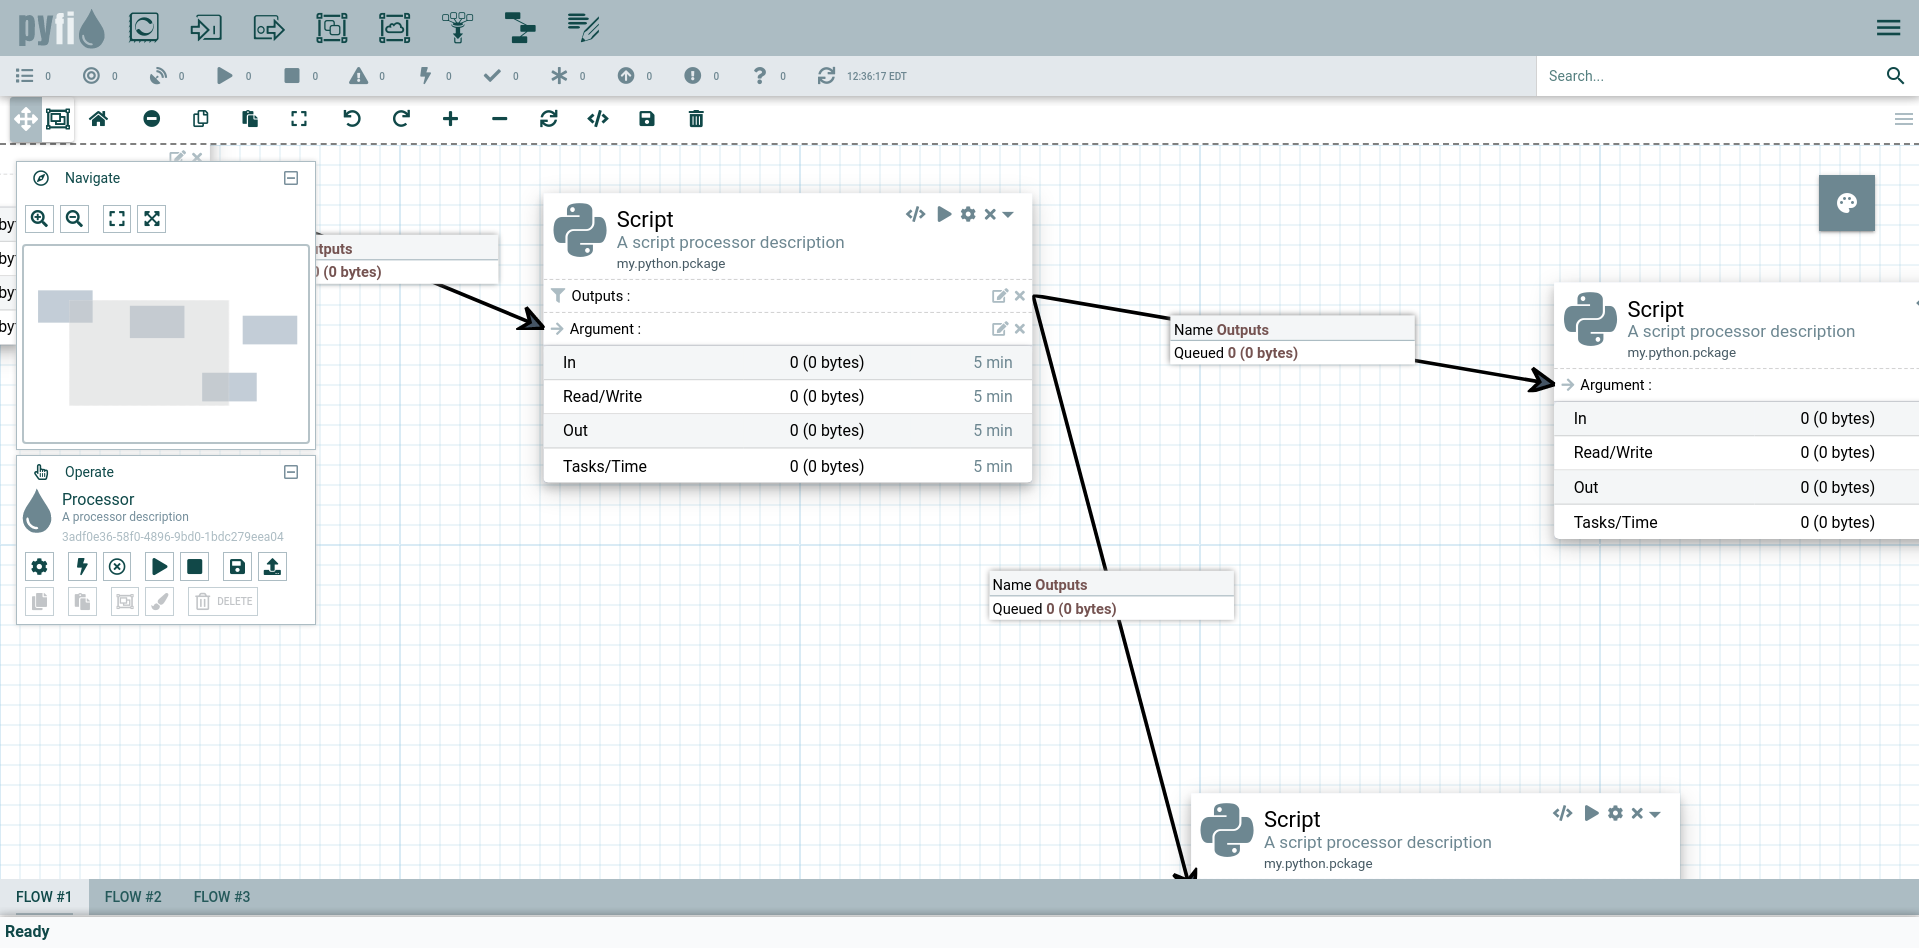 pyfi
0 0 0 0 0 0 0 0 0 0 0 0 12:36:17 EDT
Search...
Navigate
by
by
by
by
utputs
0 (0 bytes)
Script
A script processor description
my.python.pckage
Outputs :
Argument :
In 0 (0 bytes) 5 min
Read/Write 0 (0 bytes) 5 min
Out 0 (0 bytes) 5 min
Tasks/Time 0 (0 bytes) 5 min
Name Outputs
Queued 0 (0 bytes)
Script
A script processor description
my.python.pckage
Argument :
In 0 (0 bytes)
Read/Write 0 (0 bytes)
Out 0 (0 bytes)
Tasks/Time 0 (0 bytes)
Operate
Processor
A processor description
3adf0e36-58f0-4896-9bd0-1bdc279eea04
DELETE
Name Outputs
Queued 0 (0 bytes)
Script
A script processor description
my.python.pckage
FLOW #1 FLOW #2 FLOW #3
Ready